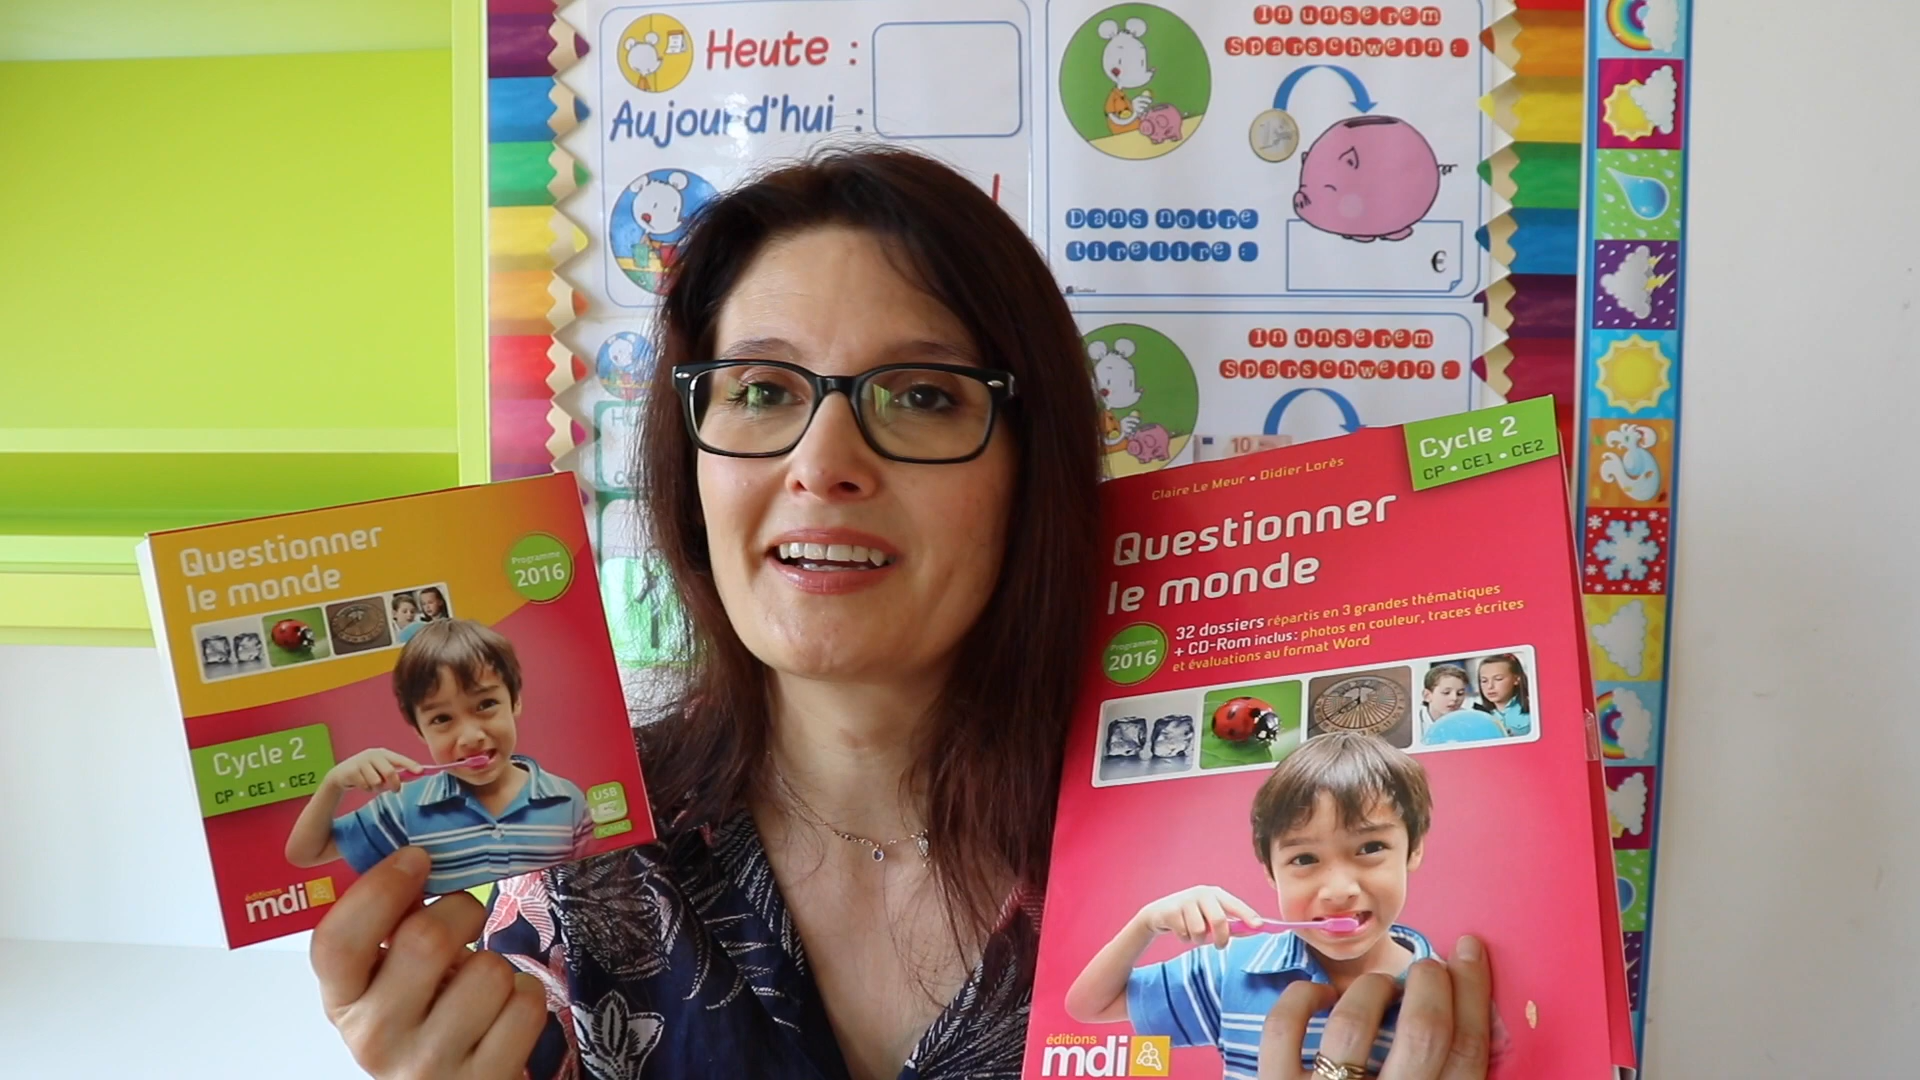 Heute :
Aujourd'hui :
In unserem
Sparschwein :
Dans notre
tirelire :
€
In unserem
Sparschwein :
10
Questionner
le monde
Programme
2016
Cycle 2
CP • CE1 • CE2
USB
PC/MAC
éditions
mdi
Cycle 2
CP • CE1 • CE2
Claire Le Meur • Didier Lorès
Questionner
le monde
Programme
2016
32 dossiers répartis en 3 grandes thématiques
+ CD-Rom inclus : photos en couleur, traces écrites
et évaluations au format Word
éditions
mdi